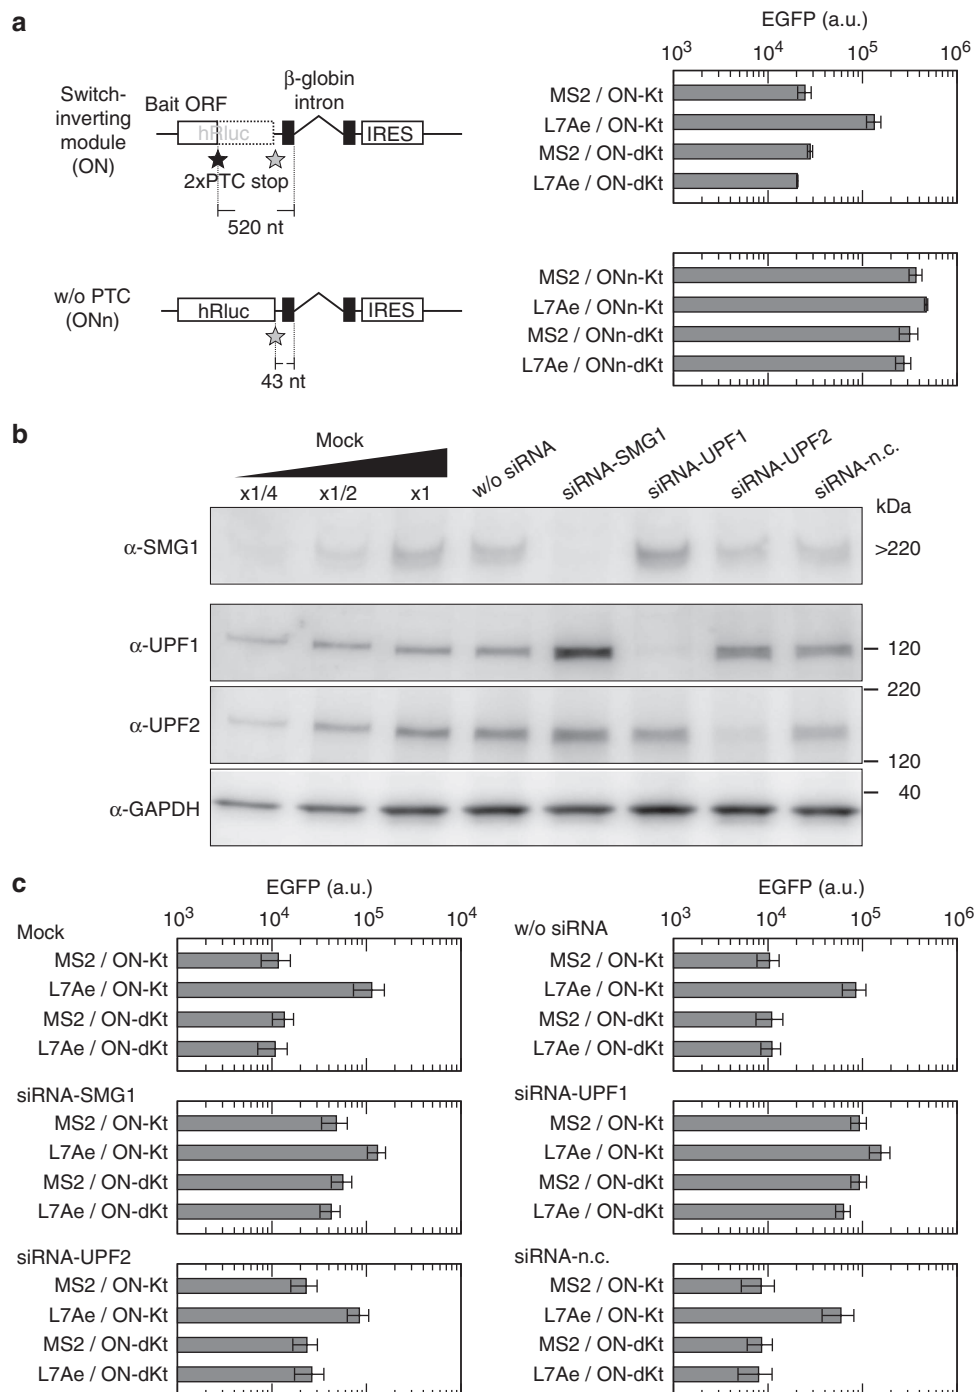 a
Switch-
inverting
module
(ON)
Bait ORF
hRluc
β-globin
intron
IRES
2xPTC stop
520 nt
w/o PTC
(ONn)
hRluc
IRES
43 nt
EGFP (a.u.)
10³ 10⁴ 10⁵ 10⁶
MS2 / ON-Kt
L7Ae / ON-Kt
MS2 / ON-dKt
L7Ae / ON-dKt
MS2 / ONn-Kt
L7Ae / ONn-Kt
MS2 / ONn-dKt
L7Ae / ONn-dKt
b
Mock
x1/4 x1/2 x1
w/o siRNA
siRNA-SMG1
siRNA-UPF1
siRNA-UPF2
siRNA-n.c.
kDa
α-SMG1
>220
α-UPF1
120
220
α-UPF2
120
40
α-GAPDH
c
EGFP (a.u.)
10³ 10⁴ 10⁵ 10⁴
Mock
MS2 / ON-Kt
L7Ae / ON-Kt
MS2 / ON-dKt
L7Ae / ON-dKt
siRNA-SMG1
MS2 / ON-Kt
L7Ae / ON-Kt
MS2 / ON-dKt
L7Ae / ON-dKt
siRNA-UPF2
MS2 / ON-Kt
L7Ae / ON-Kt
MS2 / ON-dKt
L7Ae / ON-dKt
EGFP (a.u.)
10³ 10⁴ 10⁵ 10⁶
w/o siRNA
MS2 / ON-Kt
L7Ae / ON-Kt
MS2 / ON-dKt
L7Ae / ON-dKt
siRNA-UPF1
MS2 / ON-Kt
L7Ae / ON-Kt
MS2 / ON-dKt
L7Ae / ON-dKt
siRNA-n.c.
MS2 / ON-Kt
L7Ae / ON-Kt
MS2 / ON-dKt
L7Ae / ON-dKt